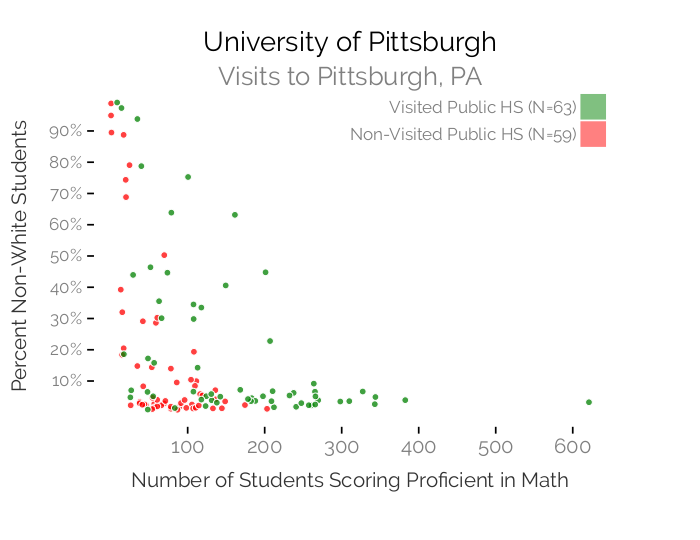 University of Pittsburgh
Visits to Pittsburgh, PA
Visited Public HS (N=63)
Non-Visited Public HS (N=59)
Percent Non-White Students
90%
80%
70%
60%
50%
40%
30%
20%
10%
100 200 300 400 500 600
Number of Students Scoring Proficient in Math